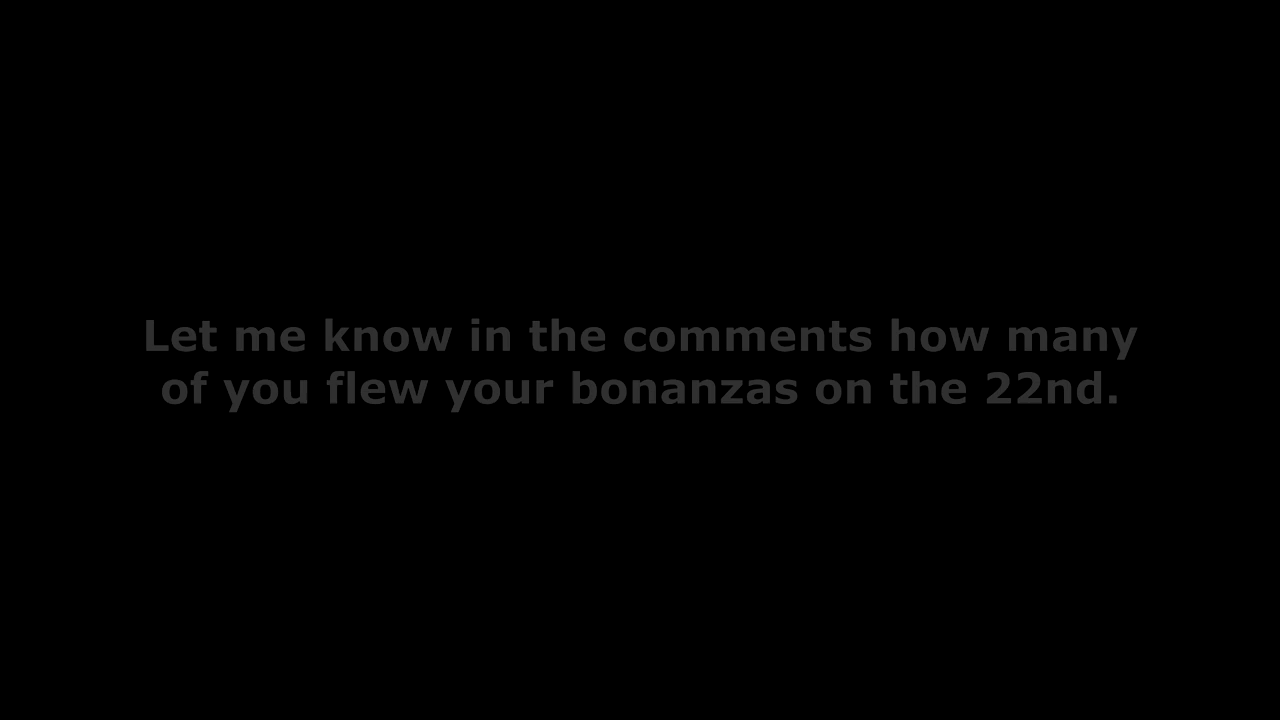 Let me know in the comments how many
of you flew your bonanzas on the 22nd.